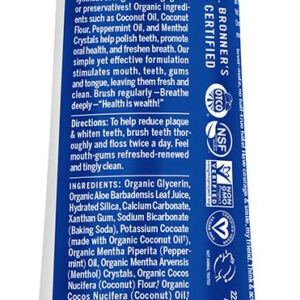 or preservatives! Organic ingredi-
ents such as Coconut Oil, Coconut
Flour, Peppermint Oil, and Menthol
Crystals help polish teeth, promote
oral health, and freshen breath. Our
simple yet effective formulation
stimulates mouth, teeth, gums
and tongue, leaving them fresh and
clean. Brush regularly—Breathe
deeply–“Health is wealth!”
Directions: To help reduce plaque
& whiten teeth, brush teeth thor-
oughly and floss twice a day. Feel
mouth-gums refreshed-renewed
and tingly clean.
INGREDIENTS: Organic Glycerin,
Organic Aloe Barbadensis Leaf Juice,
Hydrated Silica, Calcium Carbonate,
Xanthan Gum, Sodium Bicarbonate
(Baking Soda), Potassium Cocoate
(made with Organic Coconut Oil†),
Organic Mentha Piperita (Pepper-
mint) Oil, Organic Mentha Arvensis
(Menthol) Crystals, Organic Cocos
Nucifera (Coconut) Flour,† Organic
Cocos Nucifera (Coconut) Oil.†
BRONNER'S
CERTIFIED
OTCO
NSF
NON
GMO
VERIFIED